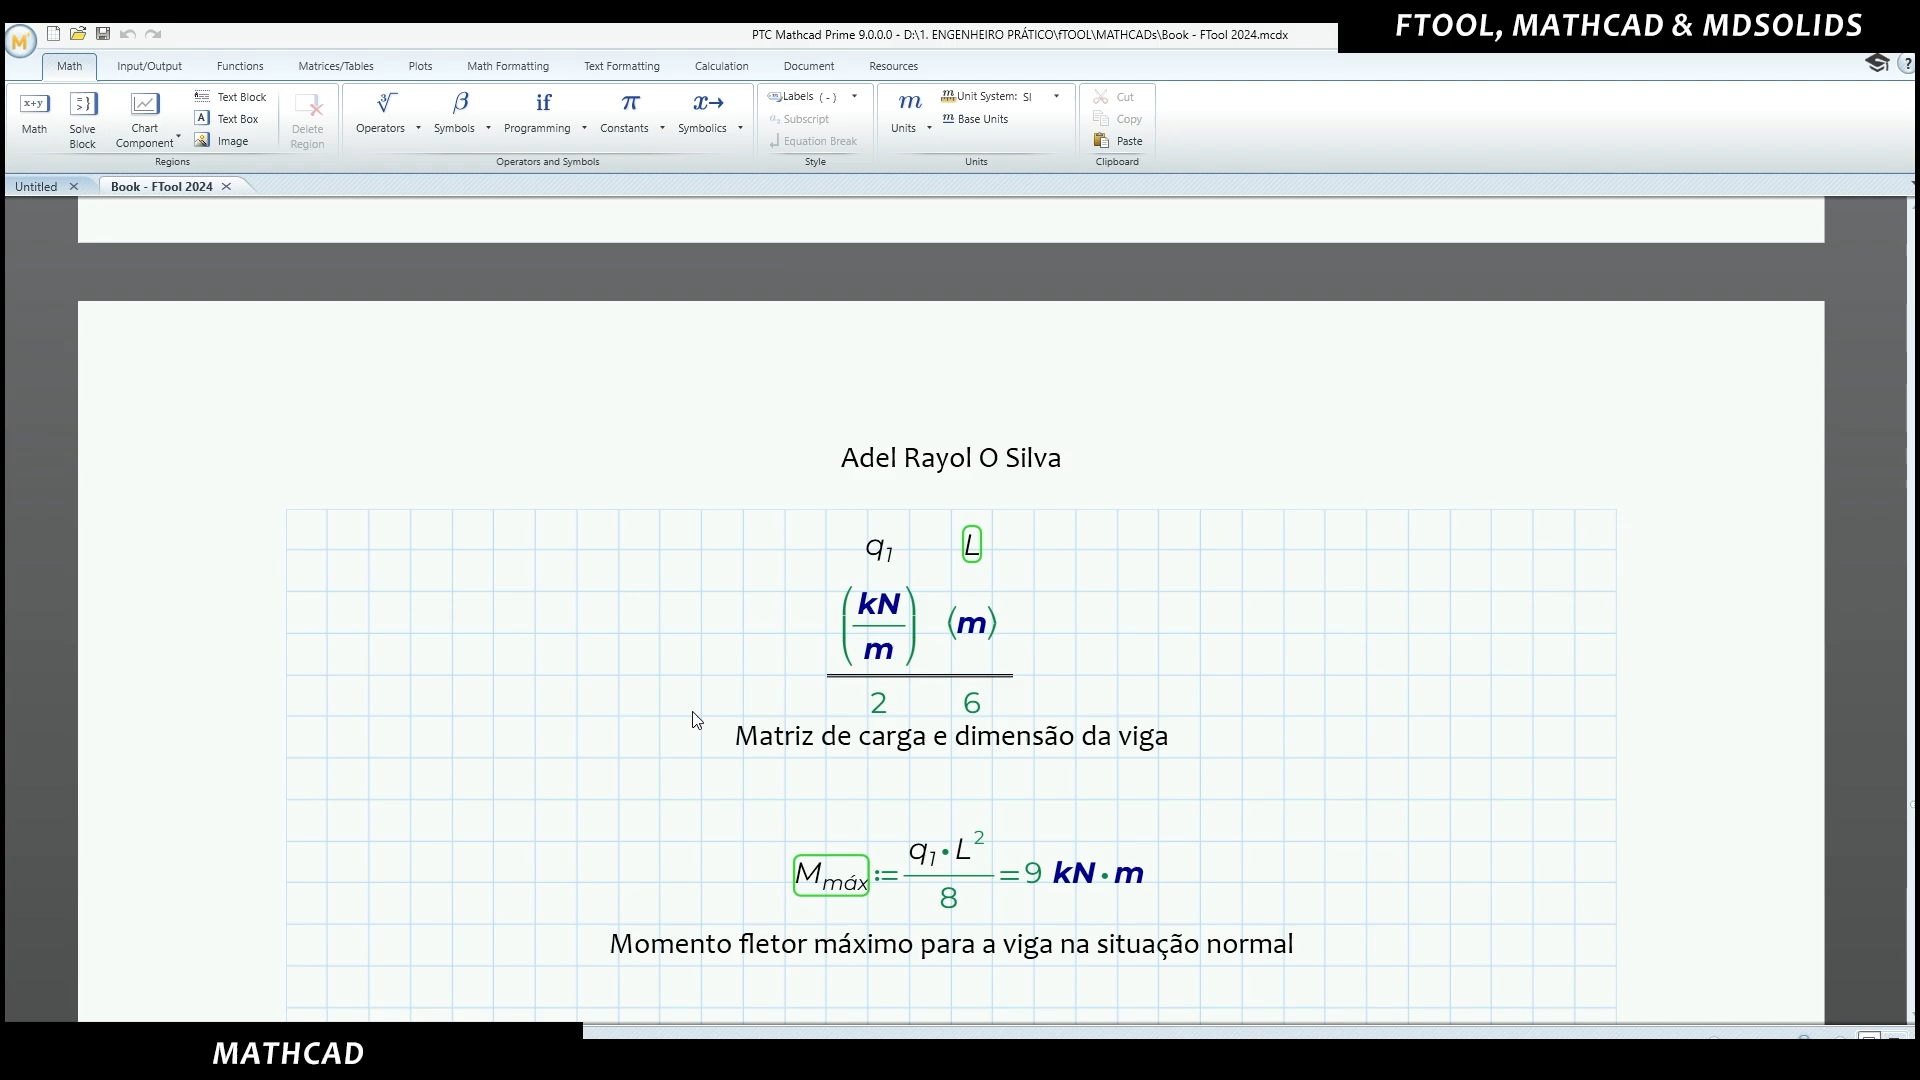 FTOOL, MATHCAD & MDSOLIDS
PTC Mathcad Prime 9.0.0.0 - D:\1. ENGENHEIRO PRÁTICO\fTOOL\MATHCADs\Book - FTool 2024.mcdx
Math Input/Output Functions Matrices/Tables Plots Math Formatting Text Formatting Calculation Document Resources
Math
Solve Block
Chart Component
Text Block
Text Box
Image
Delete Region
Regions
Operators Symbols Programming Constants Symbolics
Operators and Symbols
Labels ( - )
Subscript
Equation Break
Style
Units
Unit System: SI
Base Units
Units
Cut
Copy
Paste
Clipboard
Untitled
Book - FTool 2024
Adel Rayol O Silva
q₁ L
(kN/m) (m)
2 6
Matriz de carga e dimensão da viga
M_máx := q₁·L²/8 = 9 kN·m
Momento fletor máximo para a viga na situação normal
MATHCAD